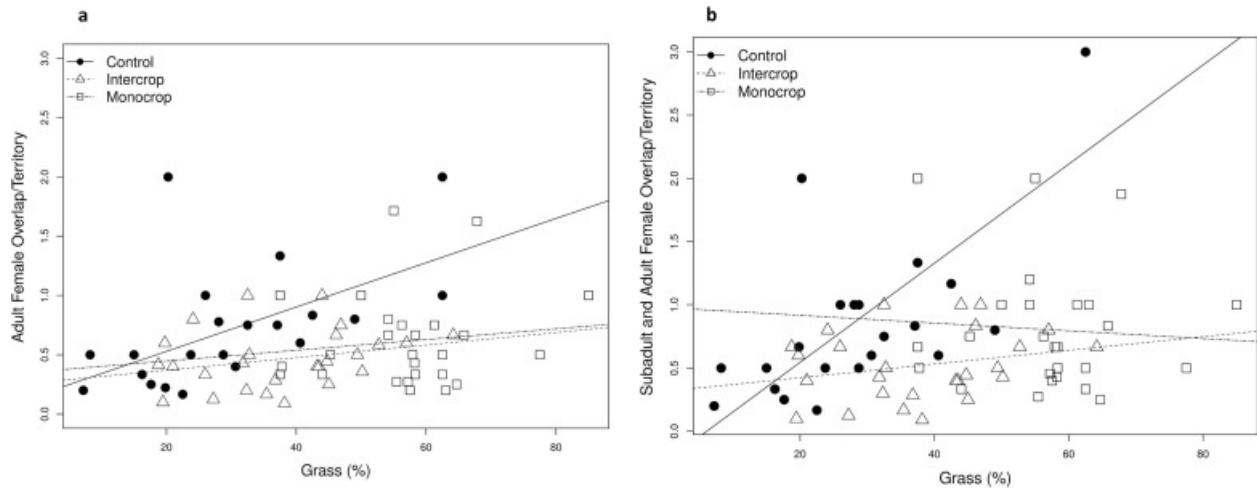 a
Adult Female Overlap/Territory
3.0
2.5
2.0
1.5
1.0
0.5
0.0
Control
Intercrop
Monocrop
20
40
60
80
Grass (%)
b
Subadult and Adult Female Overlap/Territory
3.0
2.5
2.0
1.5
1.0
0.5
0.0
Control
Intercrop
Monocrop
20
40
60
80
Grass (%)